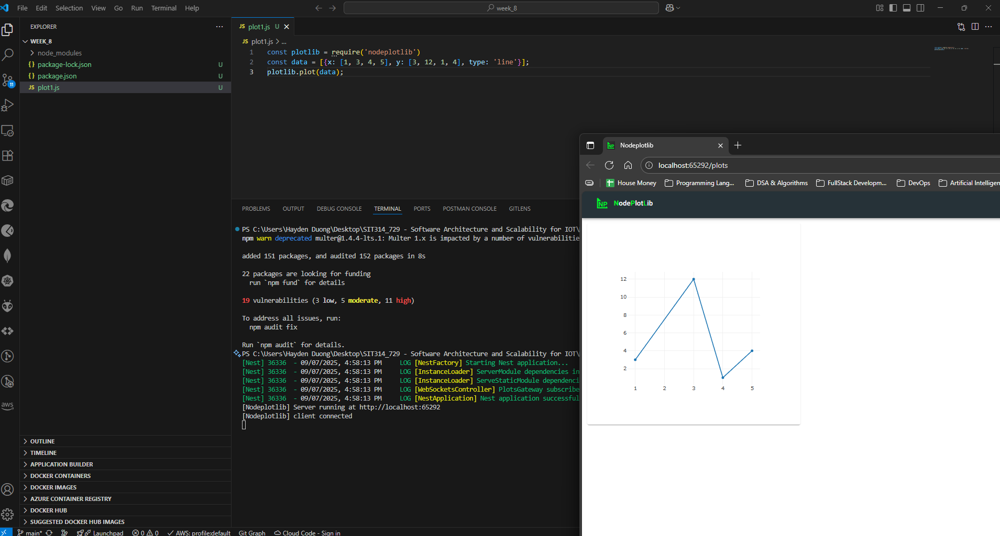 File Edit Selection View Go Run Terminal Help
week_8
EXPLORER
WEEK_8
node_modules
package-lock.json U
package.json U
JS plot1.js U
11
OUTLINE
TIMELINE
APPLICATION BUILDER
DOCKER CONTAINERS
DOCKER IMAGES
AZURE CONTAINER REGISTRY
DOCKER HUB
SUGGESTED DOCKER HUB IMAGES
aws
JS plot1.js U
JS plot1.js > ...
1 const plotlib = require('nodeplotlib')
2 const data = [{x: [1, 3, 4, 5], y: [3, 12, 1, 4], type: 'line'}];
3 plotlib.plot(data);
PROBLEMS OUTPUT DEBUG CONSOLE TERMINAL PORTS POSTMAN CONSOLE GITLENS
PS C:\Users\Hayden Duong\Desktop\SIT314_729 - Software Architecture and Scalability for IOT\
npm warn deprecated multer@1.4.4-lts.1: Multer 1.x is impacted by a number of vulnerabilitie
added 151 packages, and audited 152 packages in 8s
22 packages are looking for funding
run `npm fund` for details
19 vulnerabilities (3 low, 5 moderate, 11 high)
To address all issues, run:
npm audit fix
Run `npm audit` for details.
PS C:\Users\Hayden Duong\Desktop\SIT314_729 - Software Architecture and Scalability for IOT\
[Nest] 36336 - 09/07/2025, 4:58:13 PM LOG [NestFactory] Starting Nest application...
[Nest] 36336 - 09/07/2025, 4:58:13 PM LOG [InstanceLoader] ServerModule dependencies in
[Nest] 36336 - 09/07/2025, 4:58:13 PM LOG [InstanceLoader] ServeStaticModule dependenci
[Nest] 36336 - 09/07/2025, 4:58:13 PM LOG [WebSocketsController] PlotsGateway subscribe
[Nest] 36336 - 09/07/2025, 4:58:13 PM LOG [NestApplication] Nest application successful
[Nodeplotlib] Server running at http://localhost:65292
[Nodeplotlib] client connected
NP Nodeplotlib
localhost:65292/plots
House Money Programming Lang... DSA & Algorithms FullStack Developm... DevOps Artificial Intelligen
NP NodePlotLib
12
10
8
6
4
2
1 2 3 4 5
main* Launchpad 0 0 AWS: profile:default Git Graph Cloud Code - Sign in